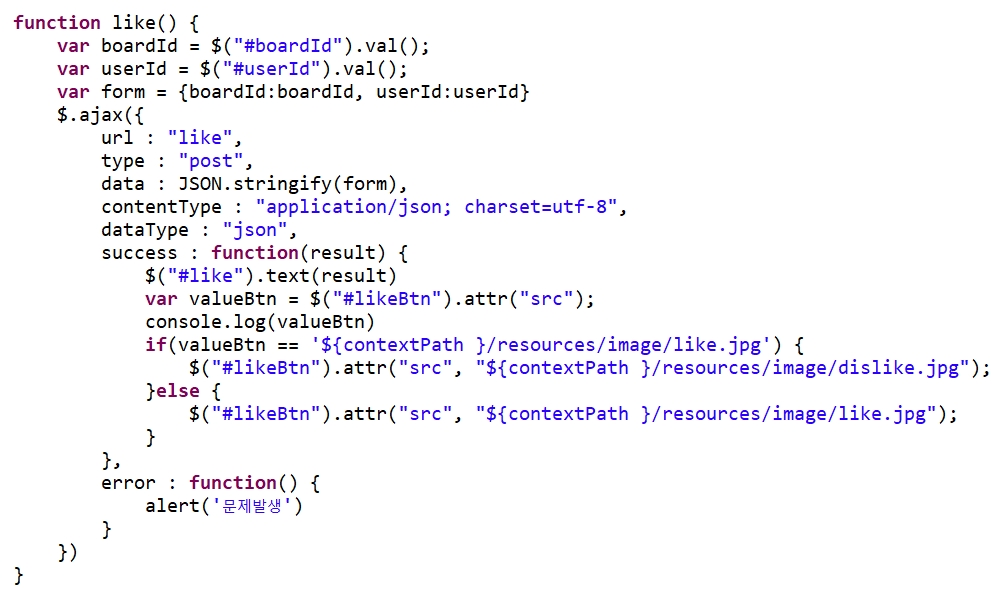 function like() {
    var boardId = $("#boardId").val();
    var userId = $("#userId").val();
    var form = {boardId:boardId, userId:userId}
    $.ajax({
        url : "like",
        type : "post",
        data : JSON.stringify(form),
        contentType : "application/json; charset=utf-8",
        dataType : "json",
        success : function(result) {
            $("#like").text(result)
            var valueBtn = $("#likeBtn").attr("src");
            console.log(valueBtn)
            if(valueBtn == '${contextPath }/resources/image/like.jpg') {
                $("#likeBtn").attr("src", "${contextPath }/resources/image/dislike.jpg");
            }else {
                $("#likeBtn").attr("src", "${contextPath }/resources/image/like.jpg");
            }
        },
        error : function() {
            alert('문제발생')
        }
    })
}